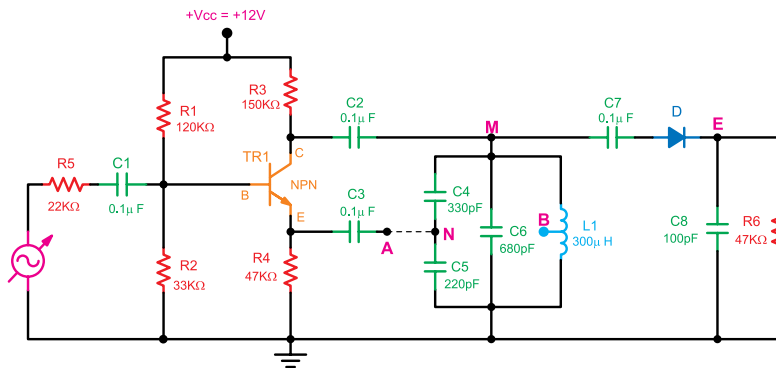 +Vcc = +12V
R3
150KΩ
R1
120KΩ
C2
0.1μ F
C7
0.1μ F
D
E
M
TR1
C
NPN
B
E
R5
22KΩ
C1
0.1μ F
C3
0.1μ F
A
N
C4
330pF
C5
220pF
C6
680pF
B
L1
300μ H
C8
100pF
R6
47KΩ
R2
33KΩ
R4
47KΩ